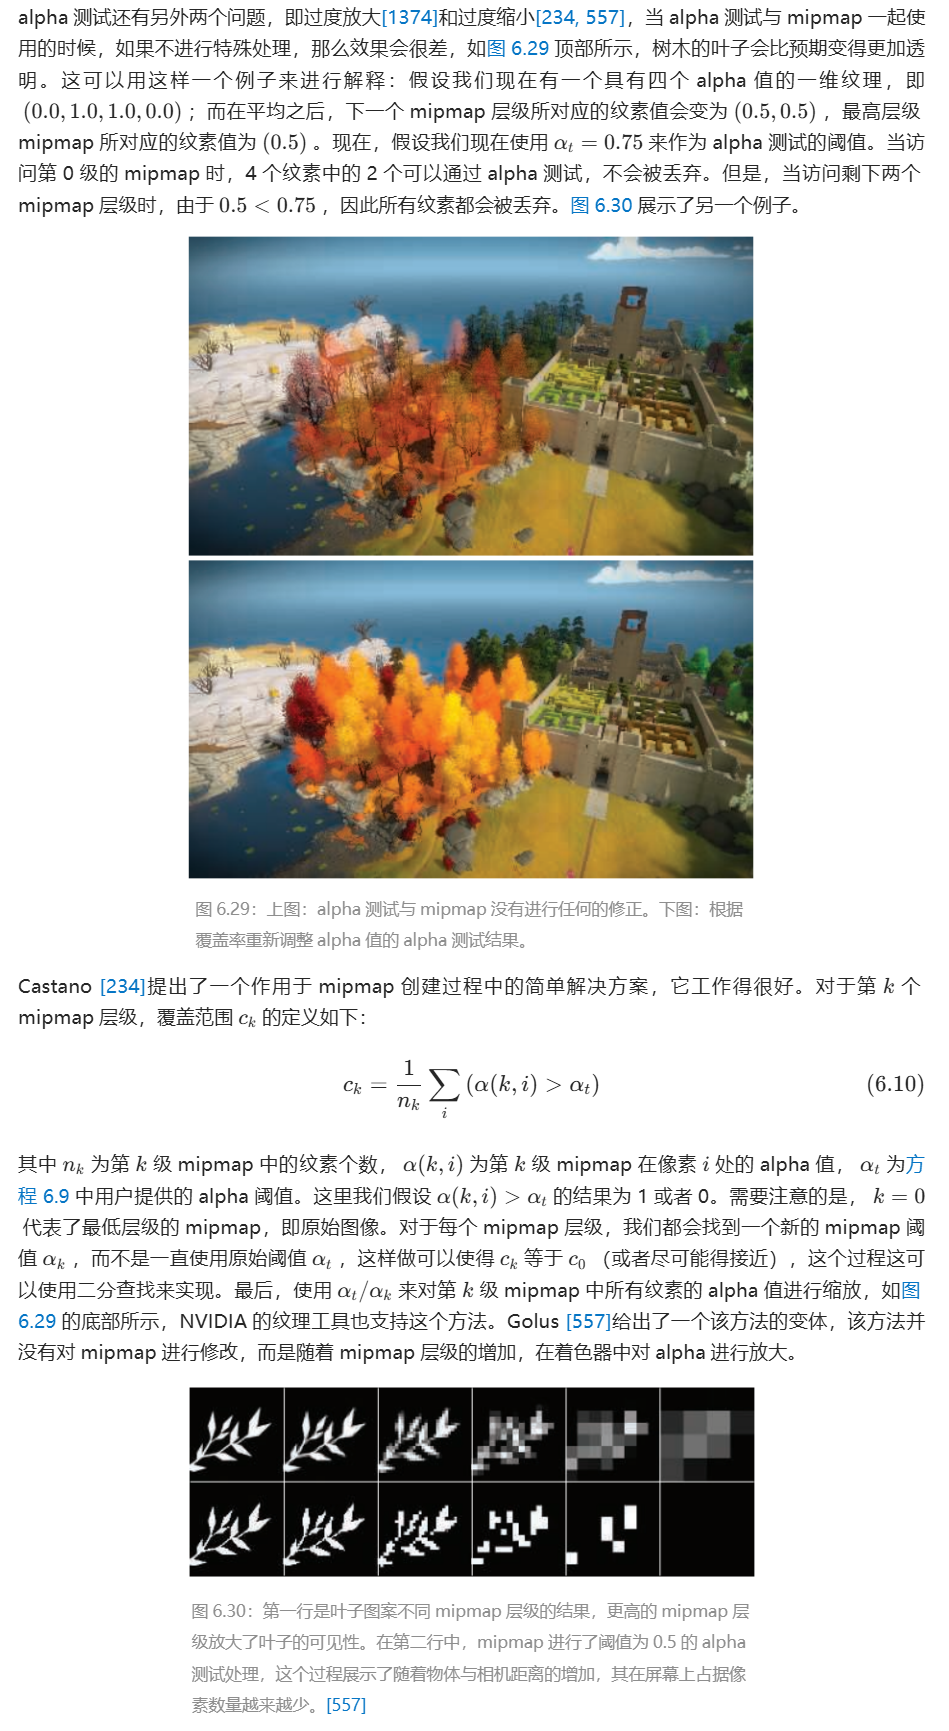 alpha 测试还有另外两个问题，即过度放大[1374]和过度缩小[234, 557]，当 alpha 测试与 mipmap 一起使
用的时候，如果不进行特殊处理，那么效果会很差，如图 6.29 顶部所示，树木的叶子会比预期变得更加透
明。这可以用这样一个例子来进行解释：假设我们现在有一个具有四个 alpha 值的一维纹理，即
(0.0, 1.0, 1.0, 0.0)；而在平均之后，下一个 mipmap 层级所对应的纹素值会变为 (0.5, 0.5) ，最高层级
mipmap 所对应的纹素值为 (0.5) 。现在，假设我们现在使用 αₜ = 0.75 来作为 alpha 测试的阈值。当访
问第 0 级的 mipmap 时，4 个纹素中的 2 个可以通过 alpha 测试，不会被丢弃。但是，当访问剩下两个
mipmap 层级时，由于 0.5 < 0.75 ，因此所有纹素都会被丢弃。图 6.30 展示了另一个例子。
图 6.29：上图：alpha 测试与 mipmap 没有进行任何的修正。下图：根据
覆盖率重新调整 alpha 值的 alpha 测试结果。
Castano [234]提出了一个作用于 mipmap 创建过程中的简单解决方案，它工作得很好。对于第 k 个
mipmap 层级，覆盖范围 cₖ 的定义如下：
cₖ = 1/nₖ ∑ᵢ (α(k, i) > αₜ) (6.10)
其中 nₖ 为第 k 级 mipmap 中的纹素个数， α(k, i) 为第 k 级 mipmap 在像素 i 处的 alpha 值， αₜ 为方
程 6.9 中用户提供的 alpha 阈值。这里我们假设 α(k, i) > αₜ 的结果为 1 或者 0。需要注意的是， k = 0
代表了最低层级的 mipmap，即原始图像。对于每个 mipmap 层级，我们都会找到一个新的 mipmap 阈
值 αₖ ，而不是一直使用原始阈值 αₜ ，这样做可以使得 cₖ 等于 c₀ （或者尽可能得接近），这个过程这可
以使用二分查找来实现。最后，使用 αₜ/αₖ 来对第 k 级 mipmap 中所有纹素的 alpha 值进行缩放，如图
6.29 的底部所示，NVIDIA 的纹理工具也支持这个方法。Golus [557]给出了一个该方法的变体，该方法并
没有对 mipmap 进行修改，而是随着 mipmap 层级的增加，在着色器中对 alpha 进行放大。
图 6.30：第一行是叶子图案不同 mipmap 层级的结果，更高的 mipmap 层
级放大了叶子的可见性。在第二行中，mipmap 进行了阈值为 0.5 的 alpha
测试处理，这个过程展示了随着物体与相机距离的增加，其在屏幕上占据像
素数量越来越少。[557]